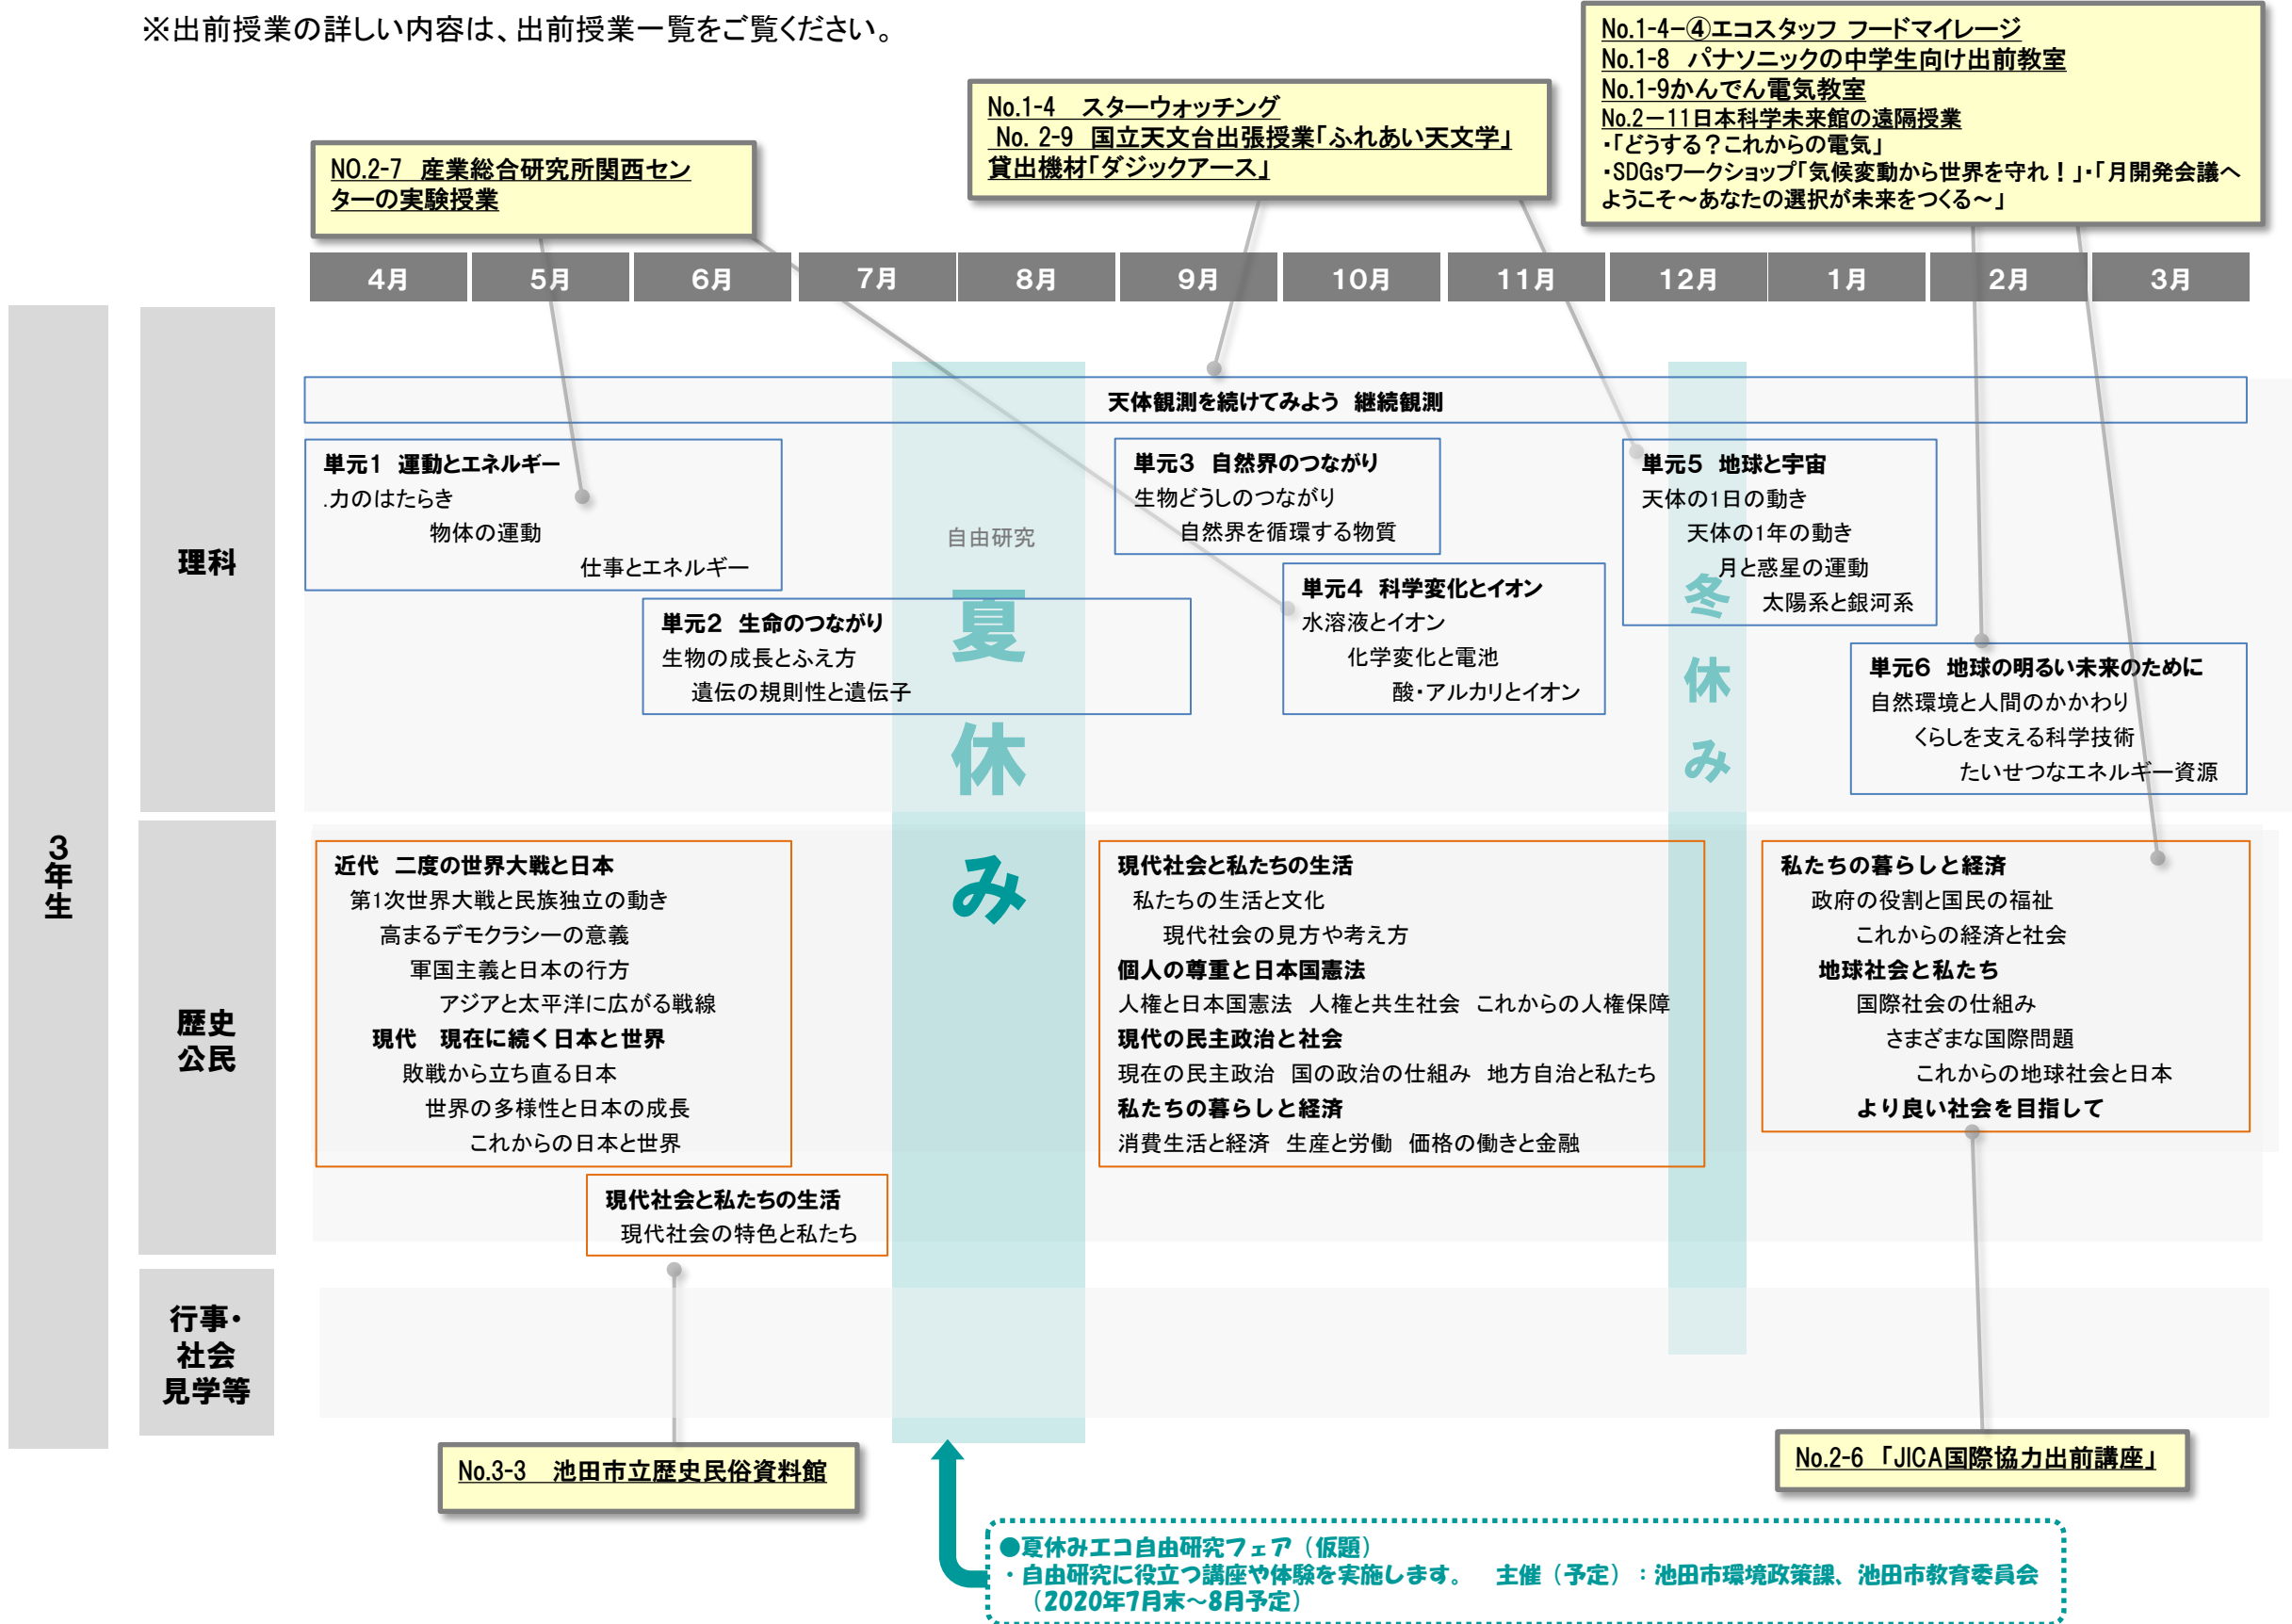 ※出前授業の詳しい内容は、出前授業一覧をご覧ください。
No.1-4-④エコスタッフ フードマイレージ
No.1-8 パナソニックの中学生向け出前教室
No.1-9かんでん電気教室
No.2－11日本科学未来館の遠隔授業
・「どうする？これからの電気」
・SDGsワークショップ「気候変動から世界を守れ！」・「月開発会議へ
ようこそ～あなたの選択が未来をつくる～」
No.1-4 スターウォッチング
No. 2-9 国立天文台出張授業「ふれあい天文学」
貸出機材「ダジックアース」
NO.2-7 産業総合研究所関西セン
ターの実験授業
4月 5月 6月 7月 8月 9月 10月 11月 12月 1月 2月 3月
3年生
理科
天体観測を続けてみよう 継続観測
単元1 運動とエネルギー
.力のはたらき
物体の運動
仕事とエネルギー
単元2 生命のつながり
生物の成長とふえ方
遺伝の規則性と遺伝子
自由研究
夏休み
単元3 自然界のつながり
生物どうしのつながり
自然界を循環する物質
単元4 科学変化とイオン
水溶液とイオン
化学変化と電池
酸・アルカリとイオン
単元5 地球と宇宙
天体の1日の動き
天体の1年の動き
月と惑星の運動
太陽系と銀河系
冬休み
単元6 地球の明るい未来のために
自然環境と人間のかかわり
くらしを支える科学技術
たいせつなエネルギー資源
歴史
公民
近代 二度の世界大戦と日本
第1次世界大戦と民族独立の動き
高まるデモクラシーの意義
軍国主義と日本の行方
アジアと太平洋に広がる戦線
現代 現在に続く日本と世界
敗戦から立ち直る日本
世界の多様性と日本の成長
これからの日本と世界
現代社会と私たちの生活
現代社会の特色と私たち
現代社会と私たちの生活
私たちの生活と文化
現代社会の見方や考え方
個人の尊重と日本国憲法
人権と日本国憲法 人権と共生社会 これからの人権保障
現代の民主政治と社会
現在の民主政治 国の政治の仕組み 地方自治と私たち
私たちの暮らしと経済
消費生活と経済 生産と労働 価格の働きと金融
私たちの暮らしと経済
政府の役割と国民の福祉
これからの経済と社会
地球社会と私たち
国際社会の仕組み
さまざまな国際問題
これからの地球社会と日本
より良い社会を目指して
行事・
社会
見学等
No.3-3 池田市立歴史民俗資料館
No.2-6 「JICA国際協力出前講座」
●夏休みエコ自由研究フェア（仮題）
・自由研究に役立つ講座や体験を実施します。 主催（予定）：池田市環境政策課、池田市教育委員会
（2020年7月末～8月予定）